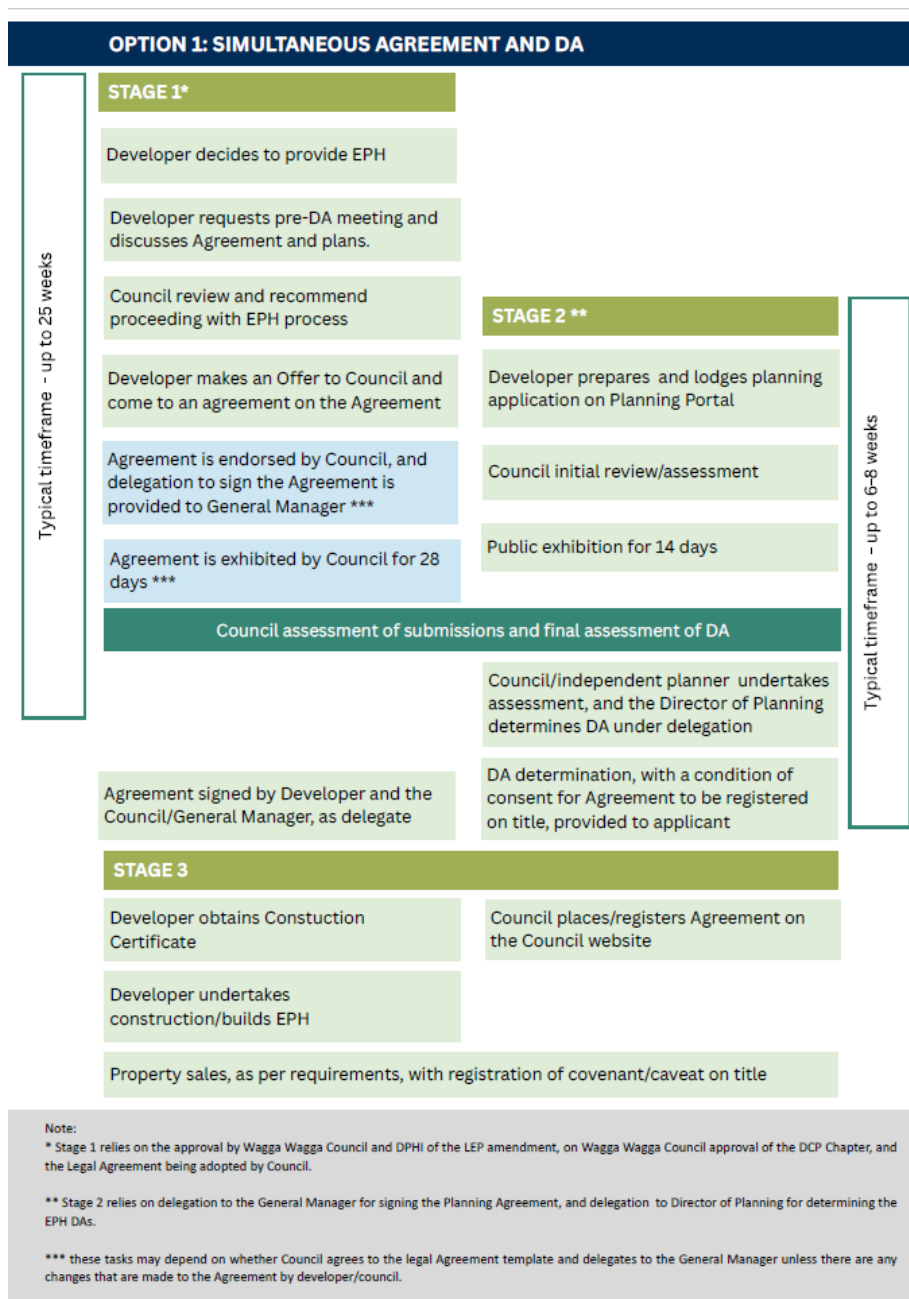 OPTION 1: SIMULTANEOUS AGREEMENT AND DA
Typical timeframe - up to 25 weeks
STAGE 1*
Developer decides to provide EPH
Developer requests pre-DA meeting and
discusses Agreement and plans.
Council review and recommend
proceeding with EPH process
Developer makes an Offer to Council and
come to an agreement on the Agreement
Agreement is endorsed by Council, and
delegation to sign the Agreement is
provided to General Manager ***
Agreement is exhibited by Council for 28
days ***
STAGE 2 **
Developer prepares and lodges planning
application on Planning Portal
Council initial review/assessment
Public exhibition for 14 days
Typical timeframe - up to 6-8 weeks
Council assessment of submissions and final assessment of DA
Council/independent planner undertakes
assessment, and the Director of Planning
determines DA under delegation
Agreement signed by Developer and the
Council/General Manager, as delegate
DA determination, with a condition of
consent for Agreement to be registered
on title, provided to applicant
STAGE 3
Developer obtains Constuction
Certificate
Council places/registers Agreement on
the Council website
Developer undertakes
construction/builds EPH
Property sales, as per requirements, with registration of covenant/caveat on title
Note:
* Stage 1 relies on the approval by Wagga Wagga Council and DPHI of the LEP amendment, on Wagga Wagga Council approval of the DCP Chapter, and
the Legal Agreement being adopted by Council.
** Stage 2 relies on delegation to the General Manager for signing the Planning Agreement, and delegation to Director of Planning for determining the
EPH DAs.
*** these tasks may depend on whether Council agrees to the legal Agreement template and delegates to the General Manager unless there are any
changes that are made to the Agreement by developer/council.